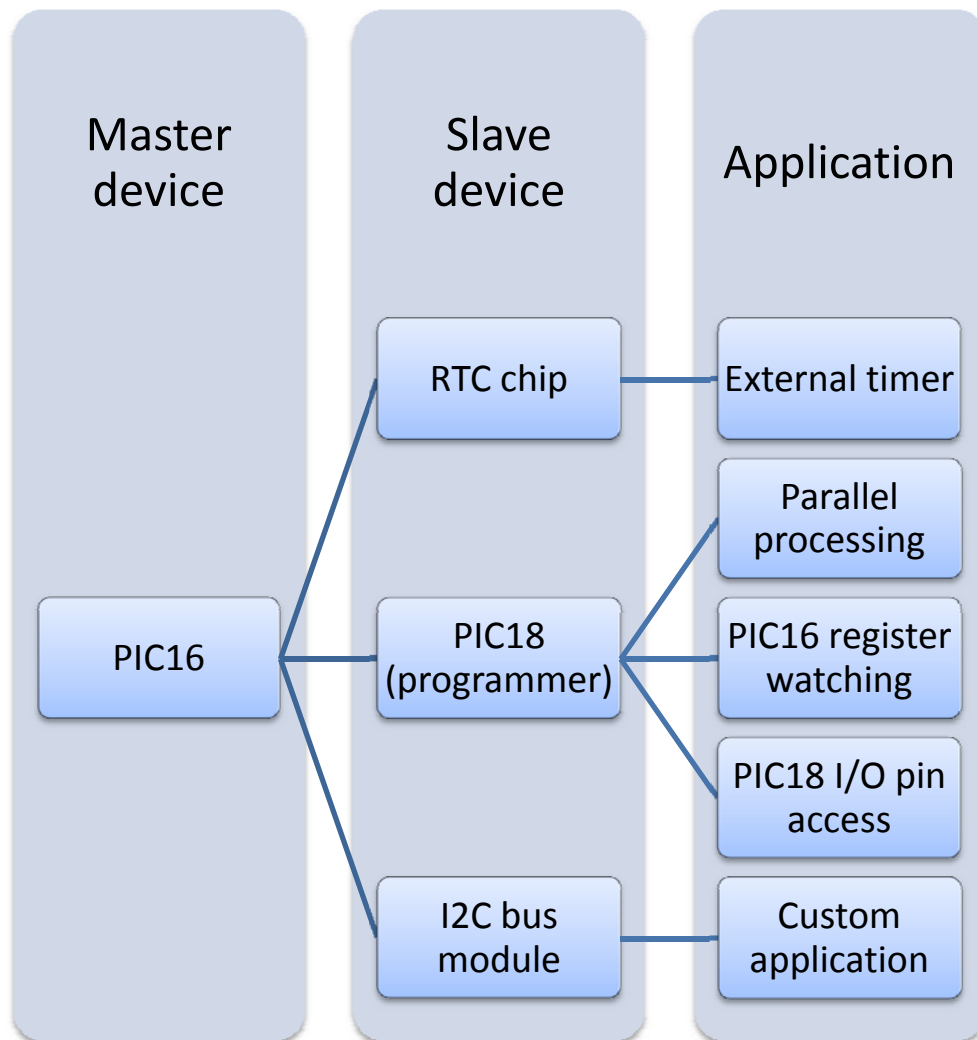 Master
device
Slave
device
Application
RTC chip
External timer
Parallel
processing
PIC16
PIC18
(programmer)
PIC16 register
watching
PIC18 I/O pin
access
I2C bus
module
Custom
application